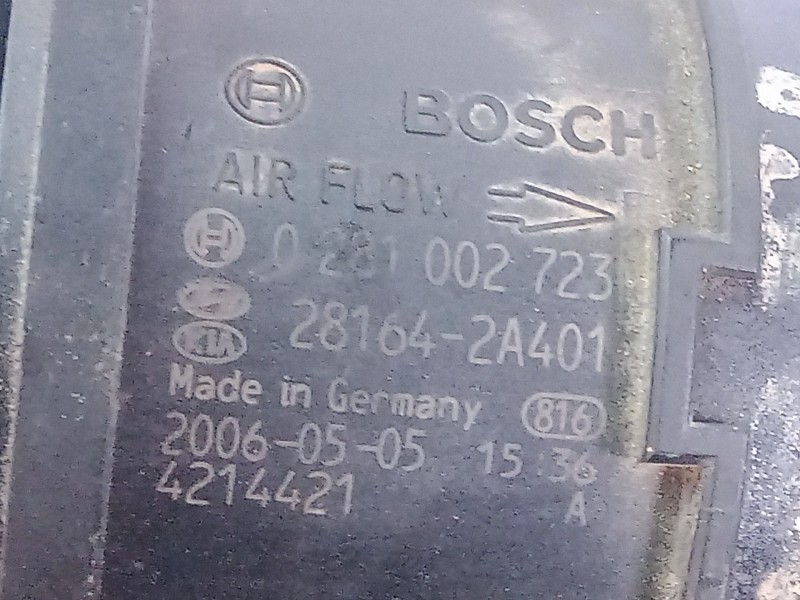 BOSCH
AIR FLOW
0 281 002 723
28164-2A401
KIA
Made in Germany 816
2006-05-05 15:36
4214421 A